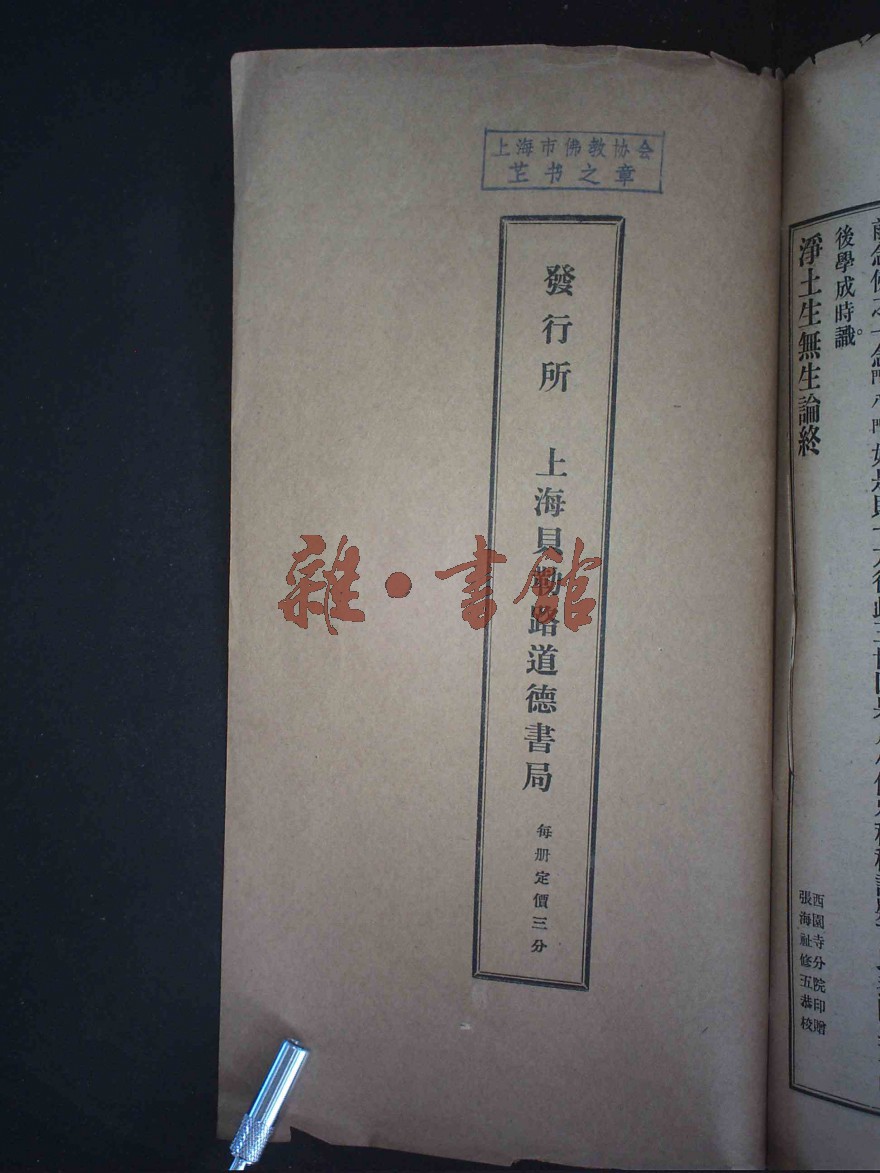 上海市佛教协会
芷书之章
發行所 上海貝勒路道德書局 每册定價三分
雜·書館
後學成時識。
淨土生無生論終
西園寺分院印贈
張海祉修五恭校